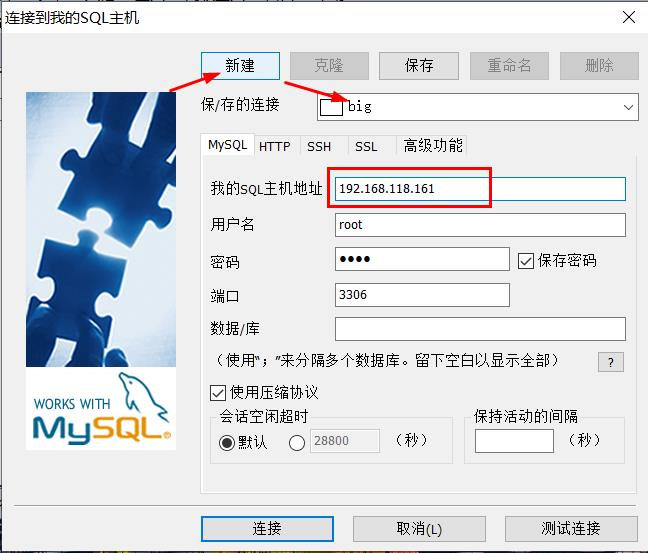 连接到我的SQL主机
新建 克隆 保存 重命名 删除
保/存的连接 big
MySQL HTTP SSH SSL 高级功能
我的SQL主机地址 192.168.118.161
用户名 root
密码 ●●●● 保存密码
端口 3306
数据/库
（使用“；”来分隔多个数据库。留下空白以显示全部） ?
使用压缩协议
会话空闲超时 保持活动的间隔
默认 28800 （秒） （秒）
WORKS WITH
MySQL®
连接 取消(L) 测试连接